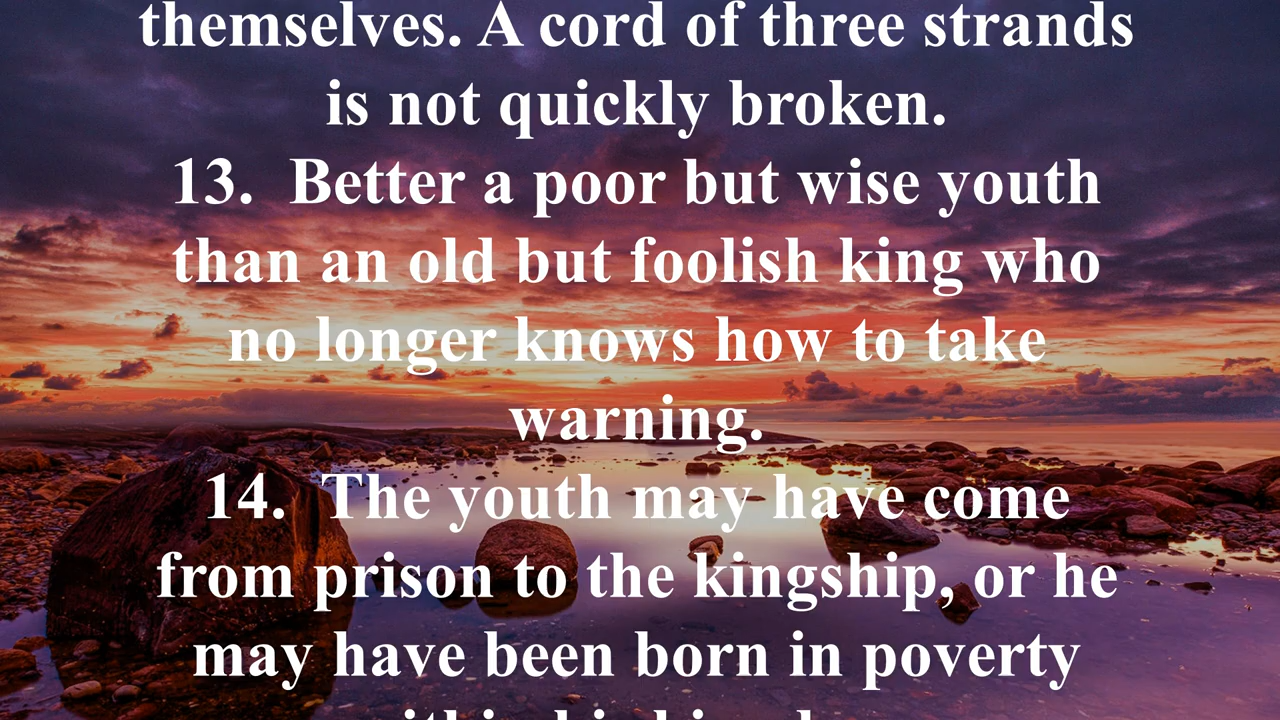 themselves. A cord of three strands
is not quickly broken.
13.  Better a poor but wise youth
than an old but foolish king who
no longer knows how to take
warning.
14.  The youth may have come
from prison to the kingship, or he
may have been born in poverty